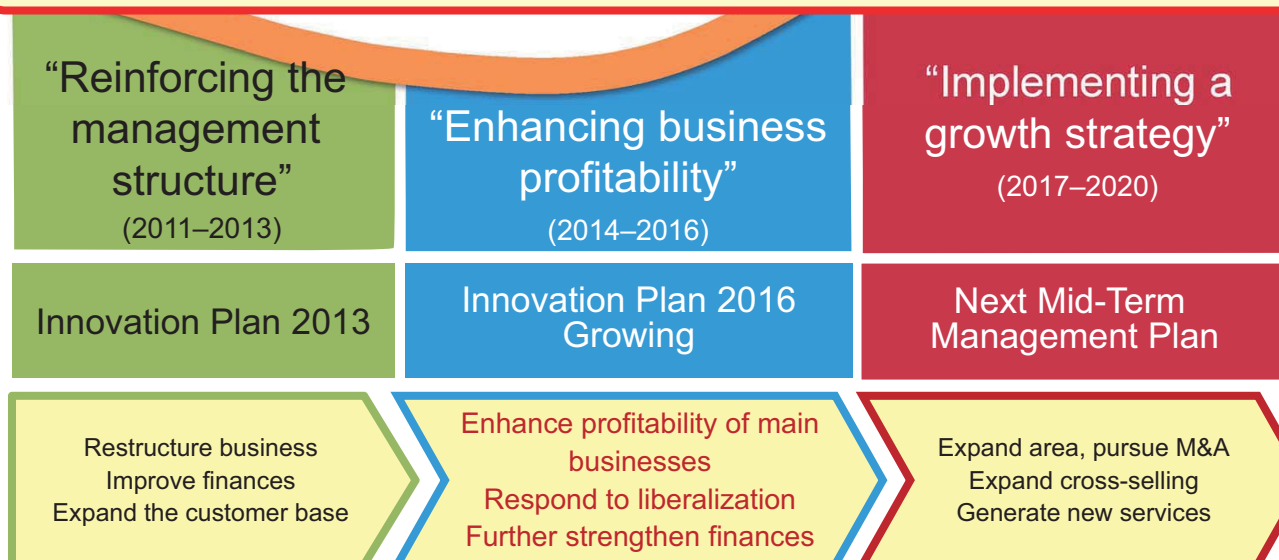 “Reinforcing the
management
structure”
(2011–2013)
“Enhancing business
profitability”
(2014–2016)
“Implementing a
growth strategy”
(2017–2020)
Innovation Plan 2013
Innovation Plan 2016
Growing
Next Mid-Term
Management Plan
Restructure business
Improve finances
Expand the customer base
Enhance profitability of main
businesses
Respond to liberalization
Further strengthen finances
Expand area, pursue M&A
Expand cross-selling
Generate new services